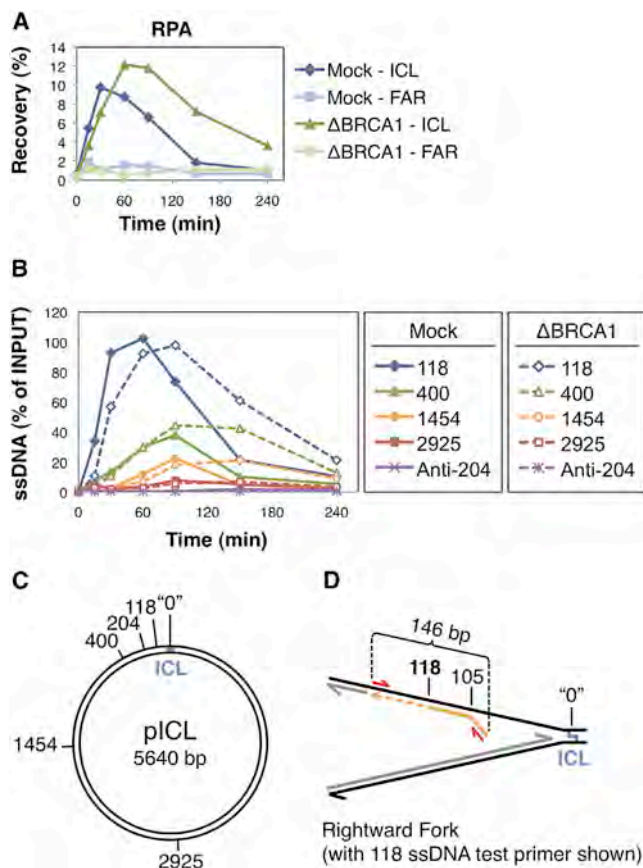 A
RPA
Recovery (%)
14
12
10
8
6
4
2
0
0 60 120 180 240
Time (min)
Mock - ICL
Mock - FAR
ΔBRCA1 - ICL
ΔBRCA1 - FAR
B
ssDNA (% of INPUT)
120
100
80
60
40
20
0
0 60 120 180 240
Time (min)
Mock
118
400
1454
2925
Anti-204
ΔBRCA1
118
400
1454
2925
Anti-204
C
118 "0"
204
400
ICL
1454
pICL
5640 bp
2925
D
146 bp
118
105
"0"
ICL
Rightward Fork
(with 118 ssDNA test primer shown)